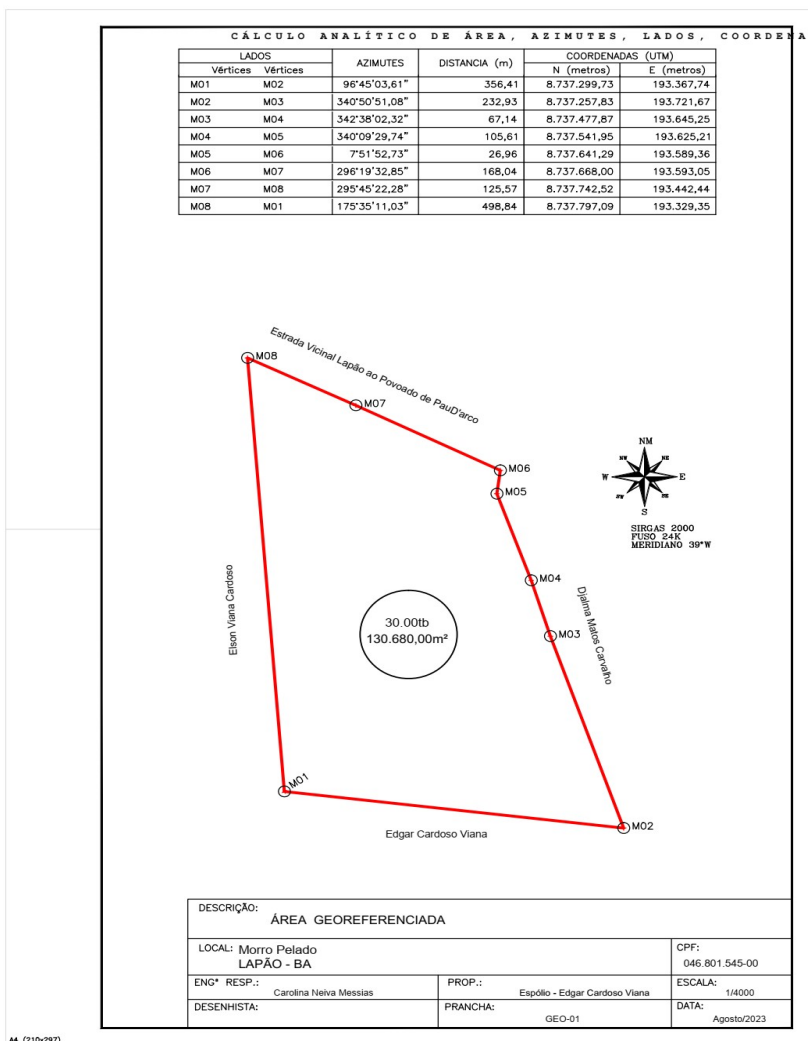 CÁLCULO ANALÍTICO DE ÁREA, AZIMUTES, LADOS, COORDENA
LADOS AZIMUTES DISTANCIA (m) COORDENADAS (UTM)
Vértices Vértices N (metros) E (metros)
M01 M02 96°45'03,61" 356,41 8.737.299,73 193.367,74
M02 M03 340°50'51,08" 232,93 8.737.257,83 193.721,67
M03 M04 342°38'02,32" 67,14 8.737.477,87 193.645,25
M04 M05 340°09'29,74" 105,61 8.737.541,95 193.625,21
M05 M06 7°51'52,73" 26,96 8.737.641,29 193.589,36
M06 M07 296°19'32,85" 168,04 8.737.668,00 193.593,05
M07 M08 295°45'22,28" 125,57 8.737.742,52 193.442,44
M08 M01 175°35'11,03" 498,84 8.737.797,09 193.329,35
Estrada Vicinal Lapão ao Povoado de PauD'arco
M08
M07
M06
M05
M04
M03
M02
M01
NM
NW NE
W E
SW SE
S
SIRGAS 2000
FUSO 24K
MERIDIANO 39°W
Elson Viana Cardoso
Djalma Matos Carvalho
30.00tb
130.680,00m²
Edgar Cardoso Viana
DESCRIÇÃO:
ÁREA GEOREFERENCIADA
LOCAL: Morro Pelado
LAPÃO - BA
CPF:
046.801.545-00
ENG° RESP.: Carolina Neiva Messias
PROP.: Espólio - Edgar Cardoso Viana
ESCALA: 1/4000
DESENHISTA:
PRANCHA: GEO-01
DATA: Agosto/2023
A4 (210x297)